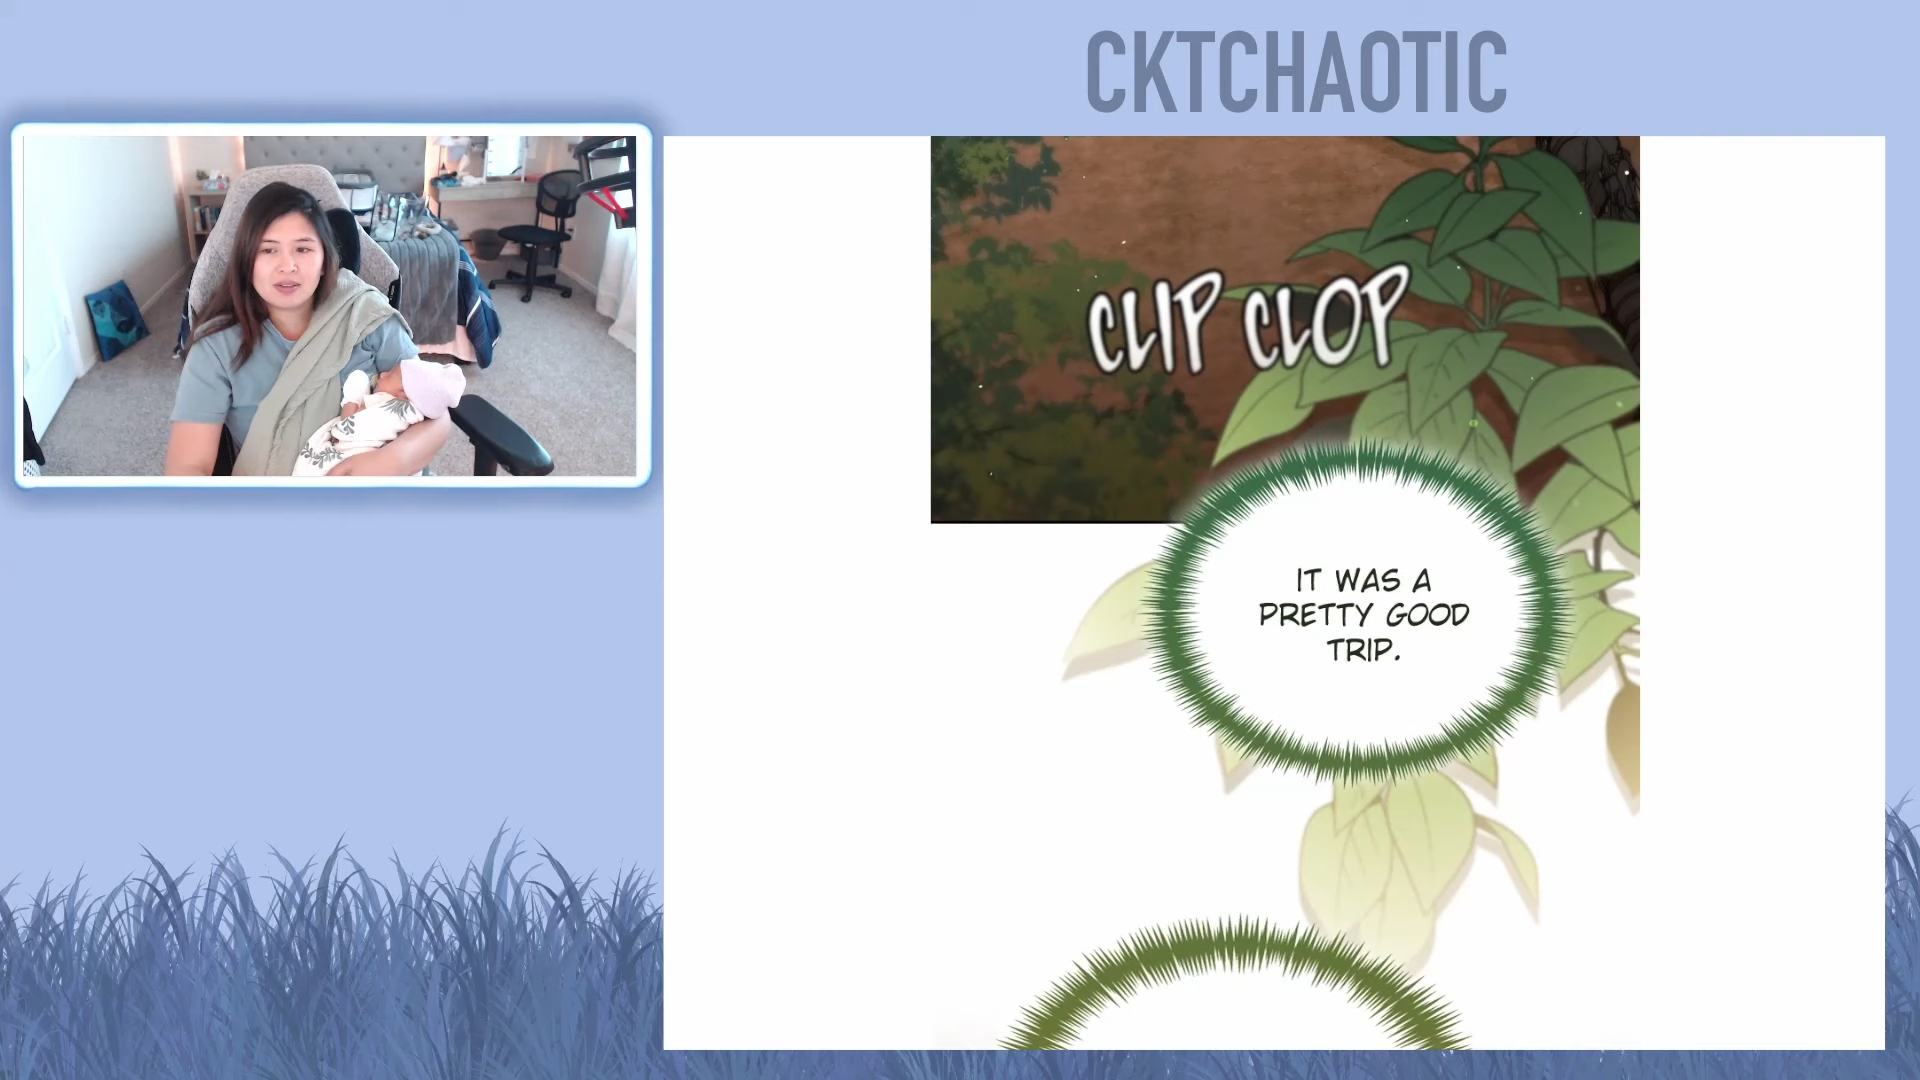 CKTCHAOTIC
CLIP CLOP
IT WAS A
PRETTY GOOD
TRIP.